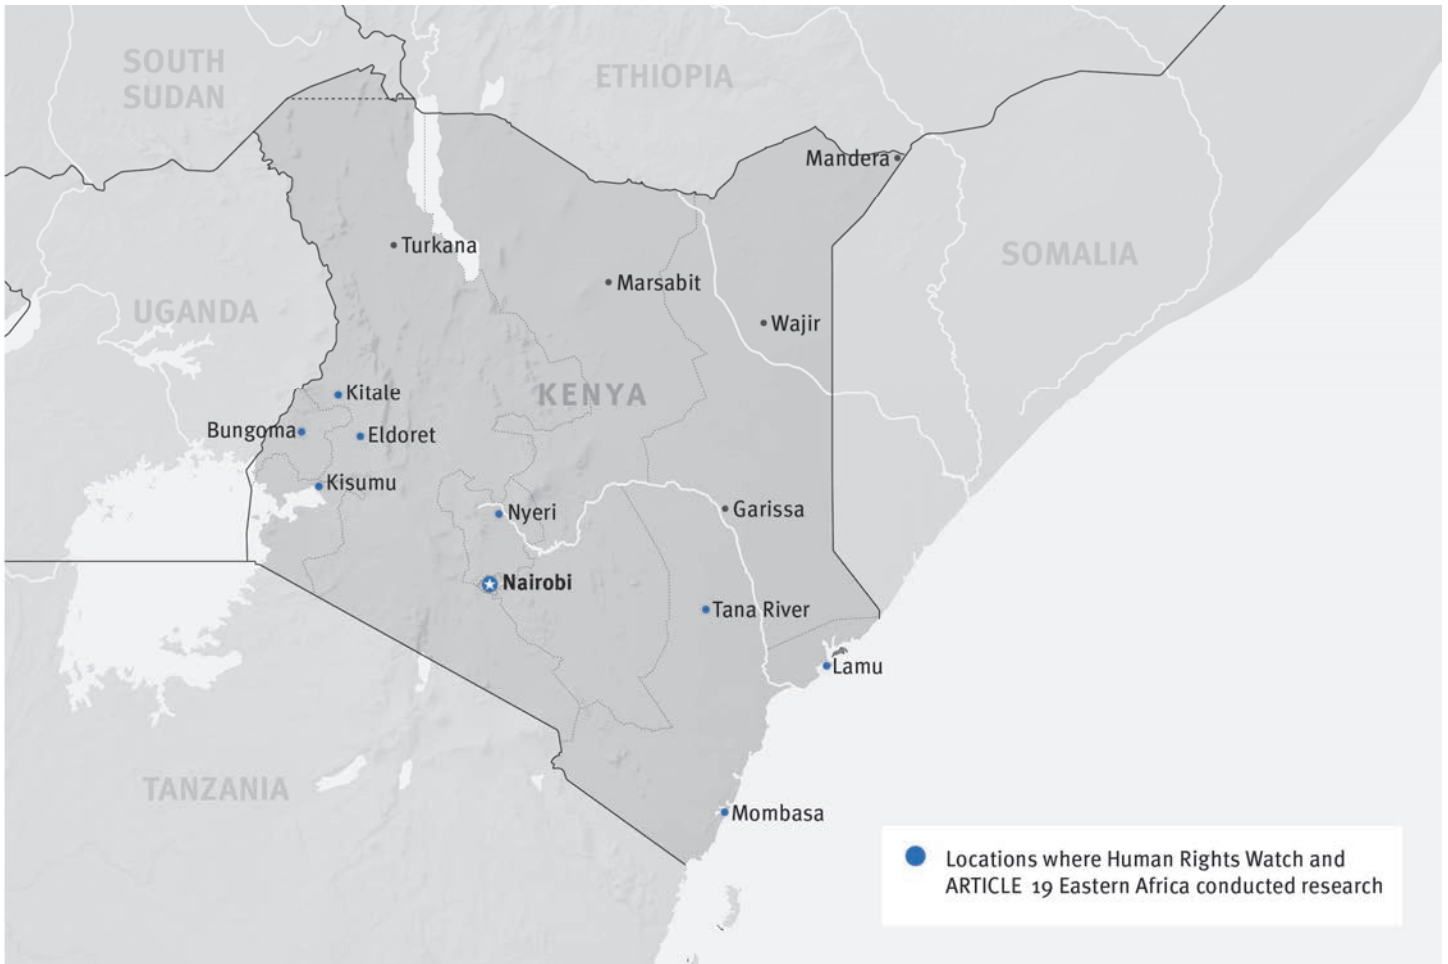 SOUTH
SUDAN
ETHIOPIA
Mandera
Turkana
SOMALIA
Marsabit
UGANDA
Wajir
Kitale
KENYA
Bungoma
Eldoret
Kisumu
Garissa
Nyeri
Nairobi
Tana River
Lamu
TANZANIA
Mombasa
Locations where Human Rights Watch and
ARTICLE 19 Eastern Africa conducted research